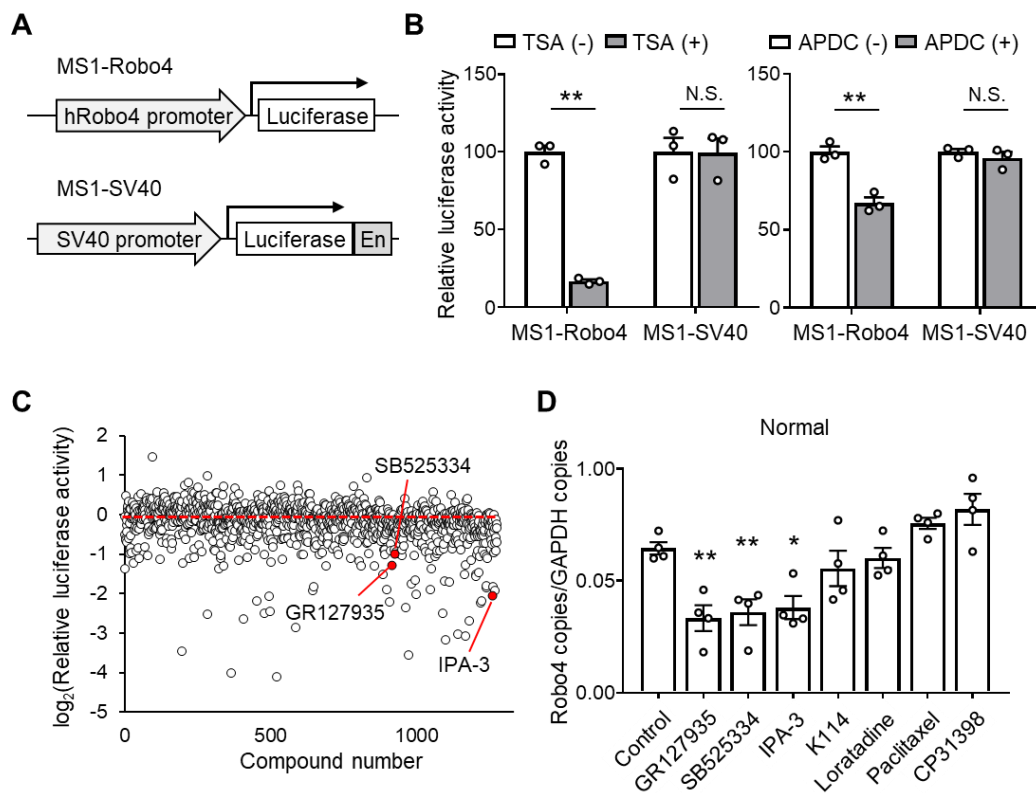 A
MS1-Robo4
hRobo4 promoter
Luciferase
MS1-SV40
SV40 promoter
Luciferase
En
B
TSA (-) TSA (+)
APDC (-) APDC (+)
Relative luciferase activity
150
100
50
0
**
N.S.
MS1-Robo4 MS1-SV40
150
100
50
0
**
N.S.
MS1-Robo4 MS1-SV40
C
log2(Relative luciferase activity)
2
1
0
-1
-2
-3
-4
-5
SB525334
GR127935
IPA-3
0 500 1000
Compound number
D
Normal
Robo4 copies/GAPDH copies
1.00
0.05
0.00
** ** *
Control
GR127935
SB525334
IPA-3
K114
Loratadine
Paclitaxel
CP31398